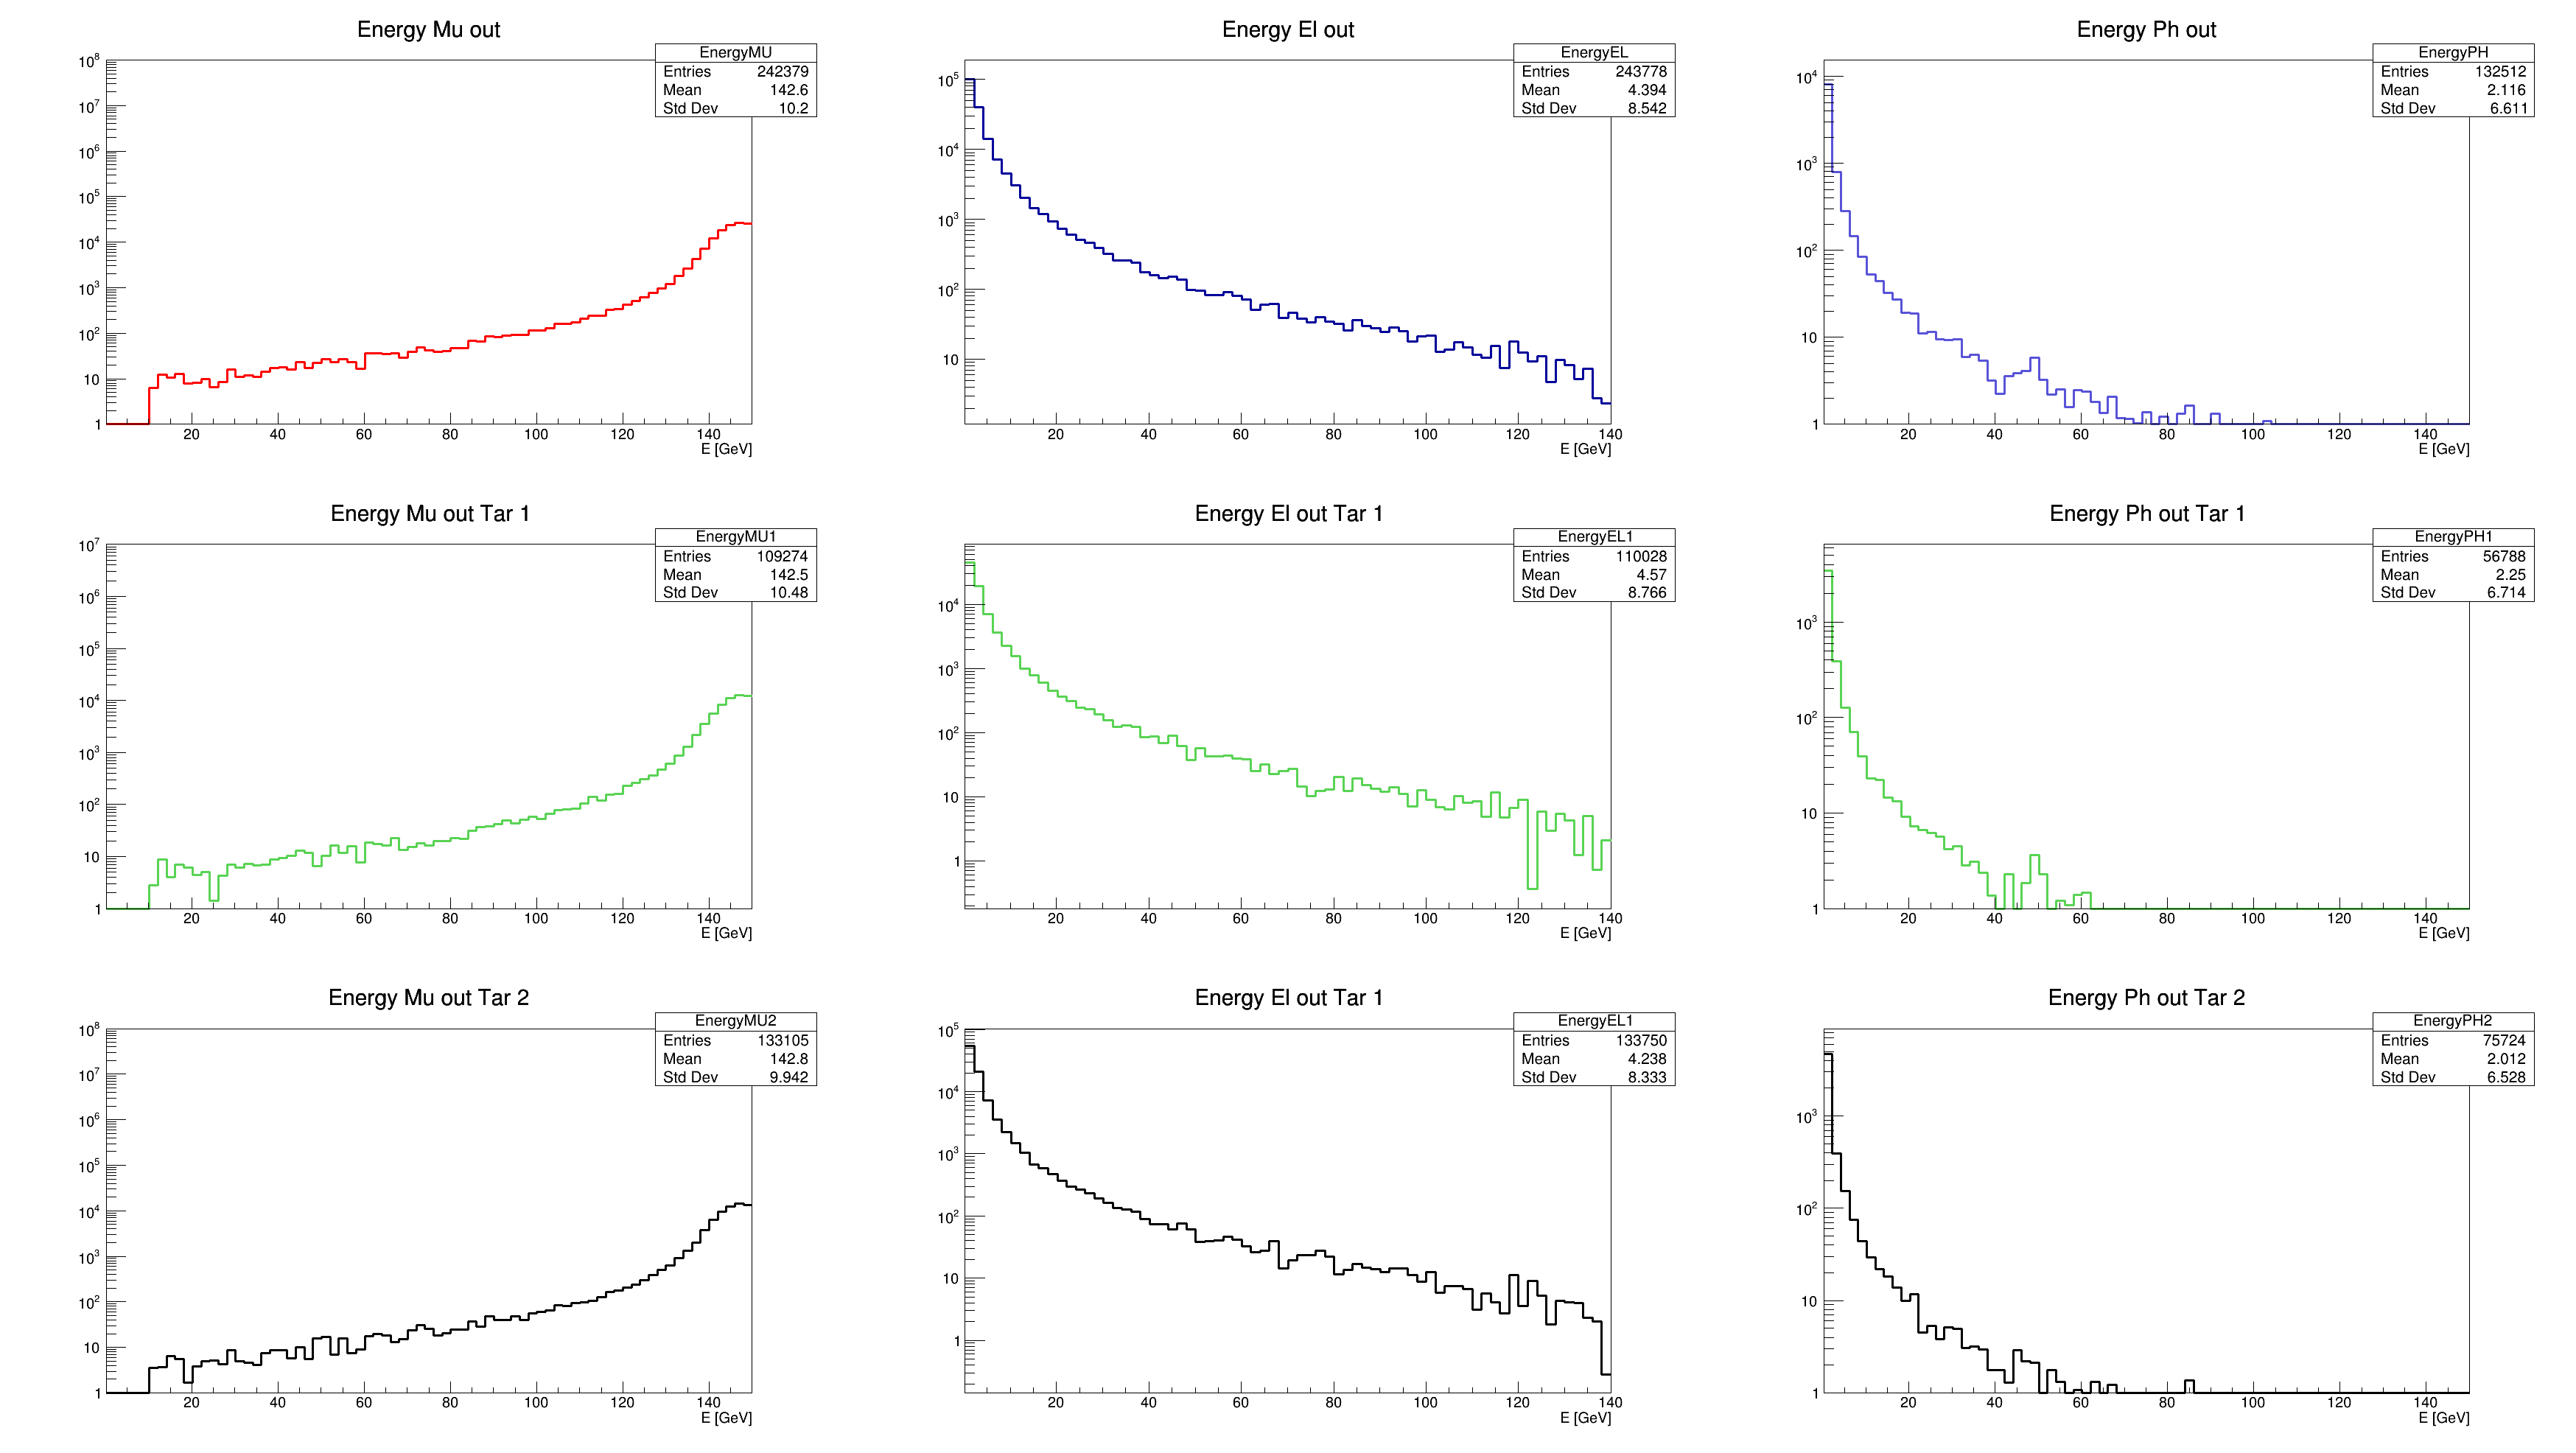 Energy Mu out
EnergyMU
Entries 242379
Mean 142.6
Std Dev 10.2
10^8
10^7
10^6
10^5
10^4
10^3
10^2
10
1
20 40 60 80 100 120 140
E [GeV]
Energy El out
EnergyEL
Entries 243778
Mean 4.394
Std Dev 8.542
10^5
10^4
10^3
10^2
10
20 40 60 80 100 120 140
E [GeV]
Energy Ph out
EnergyPH
Entries 132512
Mean 2.116
Std Dev 6.611
10^4
10^3
10^2
10
1
20 40 60 80 100 120 140
E [GeV]
Energy Mu out Tar 1
EnergyMU1
Entries 109274
Mean 142.5
Std Dev 10.48
10^7
10^6
10^5
10^4
10^3
10^2
10
1
20 40 60 80 100 120 140
E [GeV]
Energy El out Tar 1
EnergyEL1
Entries 110028
Mean 4.57
Std Dev 8.766
10^4
10^3
10^2
10
1
20 40 60 80 100 120 140
E [GeV]
Energy Ph out Tar 1
EnergyPH1
Entries 56788
Mean 2.25
Std Dev 6.714
10^3
10^2
10
1
20 40 60 80 100 120 140
E [GeV]
Energy Mu out Tar 2
EnergyMU2
Entries 133105
Mean 142.8
Std Dev 9.942
10^8
10^7
10^6
10^5
10^4
10^3
10^2
10
1
20 40 60 80 100 120 140
E [GeV]
Energy El out Tar 1
EnergyEL1
Entries 133750
Mean 4.238
Std Dev 8.333
10^5
10^4
10^3
10^2
10
1
20 40 60 80 100 120 140
E [GeV]
Energy Ph out Tar 2
EnergyPH2
Entries 75724
Mean 2.012
Std Dev 6.528
10^3
10^2
10
1
20 40 60 80 100 120 140
E [GeV]